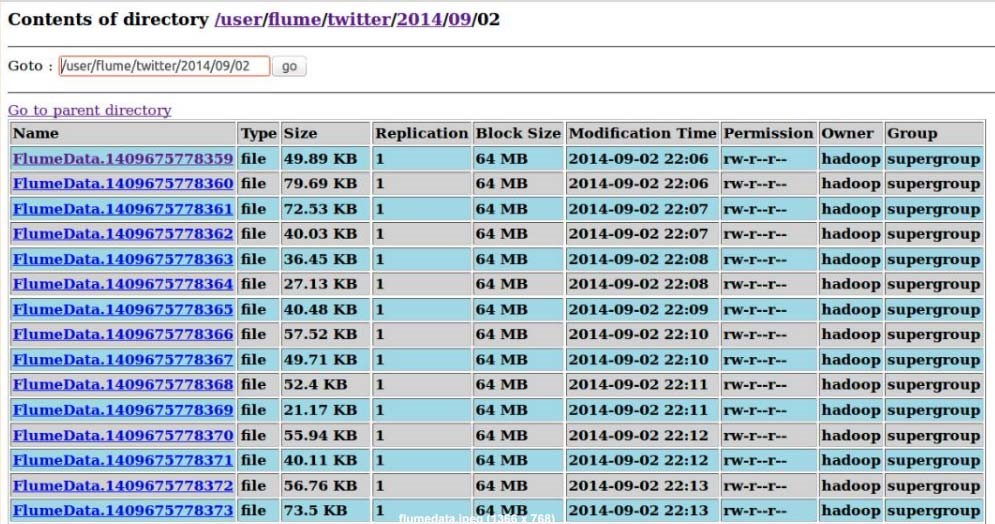 Contents of directory /user/flume/twitter/2014/09/02
Goto : /user/flume/twitter/2014/09/02 go
Go to parent directory
Name Type Size Replication Block Size Modification Time Permission Owner Group
FlumeData.1409675778359 file 49.89 KB 1 64 MB 2014-09-02 22:06 rw-r--r-- hadoop supergroup
FlumeData.1409675778360 file 79.69 KB 1 64 MB 2014-09-02 22:06 rw-r--r-- hadoop supergroup
FlumeData.1409675778361 file 72.53 KB 1 64 MB 2014-09-02 22:07 rw-r--r-- hadoop supergroup
FlumeData.1409675778362 file 40.03 KB 1 64 MB 2014-09-02 22:07 rw-r--r-- hadoop supergroup
FlumeData.1409675778363 file 36.45 KB 1 64 MB 2014-09-02 22:08 rw-r--r-- hadoop supergroup
FlumeData.1409675778364 file 27.13 KB 1 64 MB 2014-09-02 22:08 rw-r--r-- hadoop supergroup
FlumeData.1409675778365 file 40.48 KB 1 64 MB 2014-09-02 22:09 rw-r--r-- hadoop supergroup
FlumeData.1409675778366 file 57.52 KB 1 64 MB 2014-09-02 22:10 rw-r--r-- hadoop supergroup
FlumeData.1409675778367 file 49.71 KB 1 64 MB 2014-09-02 22:10 rw-r--r-- hadoop supergroup
FlumeData.1409675778368 file 52.4 KB 1 64 MB 2014-09-02 22:11 rw-r--r-- hadoop supergroup
FlumeData.1409675778369 file 21.17 KB 1 64 MB 2014-09-02 22:11 rw-r--r-- hadoop supergroup
FlumeData.1409675778370 file 55.94 KB 1 64 MB 2014-09-02 22:12 rw-r--r-- hadoop supergroup
FlumeData.1409675778371 file 40.11 KB 1 64 MB 2014-09-02 22:12 rw-r--r-- hadoop supergroup
FlumeData.1409675778372 file 56.76 KB 1 64 MB 2014-09-02 22:13 rw-r--r-- hadoop supergroup
FlumeData.1409675778373 file 73.5 KB 1 64 MB 2014-09-02 22:13 rw-r--r-- hadoop supergroup
flumedata.jpeg (1366 x 768)